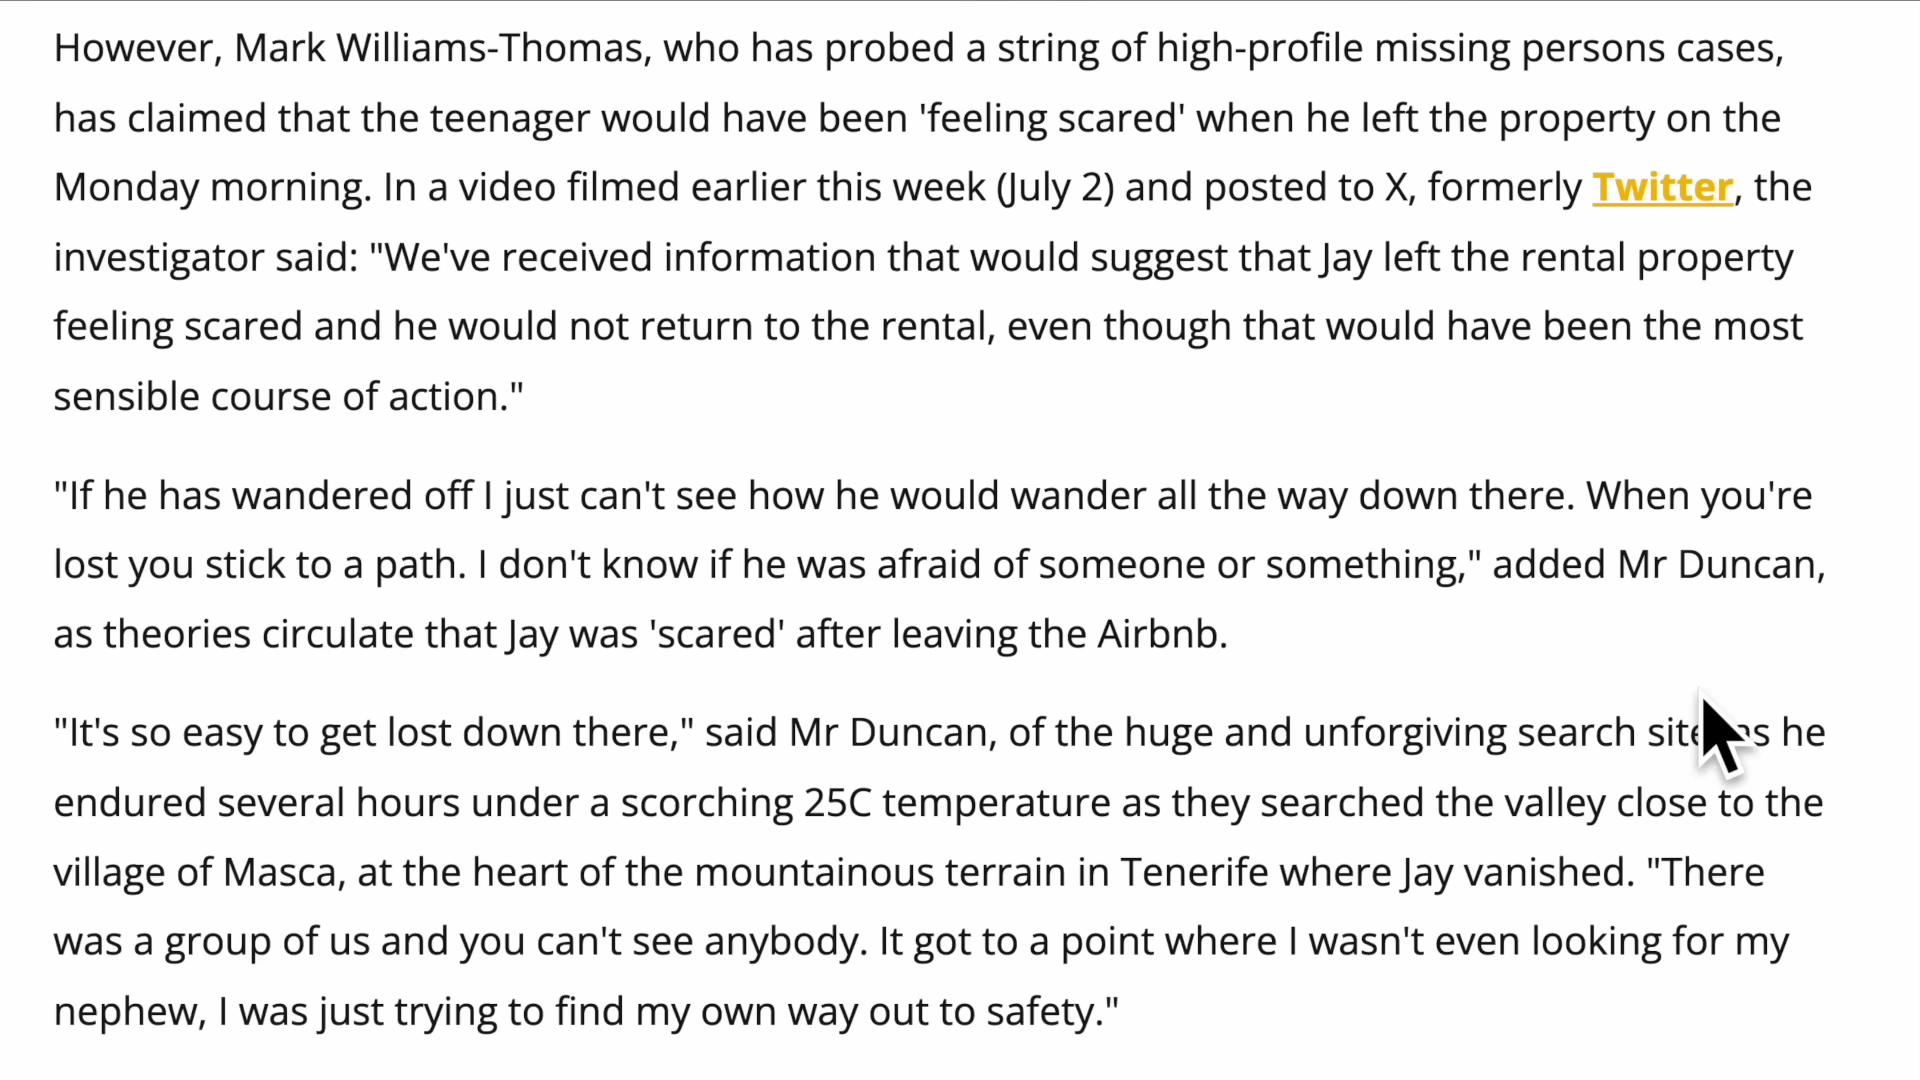 However, Mark Williams-Thomas, who has probed a string of high-profile missing persons cases,
has claimed that the teenager would have been 'feeling scared' when he left the property on the
Monday morning. In a video filmed earlier this week (July 2) and posted to X, formerly Twitter, the
investigator said: "We've received information that would suggest that Jay left the rental property
feeling scared and he would not return to the rental, even though that would have been the most
sensible course of action."
"If he has wandered off I just can't see how he would wander all the way down there. When you're
lost you stick to a path. I don't know if he was afraid of someone or something," added Mr Duncan,
as theories circulate that Jay was 'scared' after leaving the Airbnb.
"It's so easy to get lost down there," said Mr Duncan, of the huge and unforgiving search site as he
endured several hours under a scorching 25C temperature as they searched the valley close to the
village of Masca, at the heart of the mountainous terrain in Tenerife where Jay vanished. "There
was a group of us and you can't see anybody. It got to a point where I wasn't even looking for my
nephew, I was just trying to find my own way out to safety."